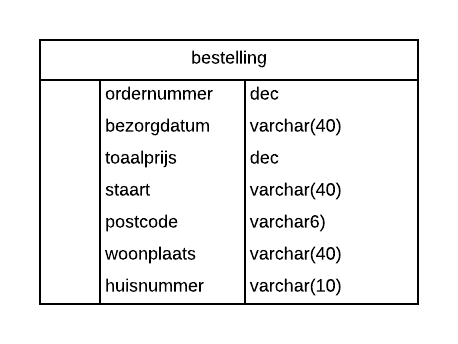 bestelling
ordernummer dec
bezorgdatum varchar(40)
toaalprijs dec
staart varchar(40)
postcode varchar6)
woonplaats varchar(40)
huisnummer varchar(10)